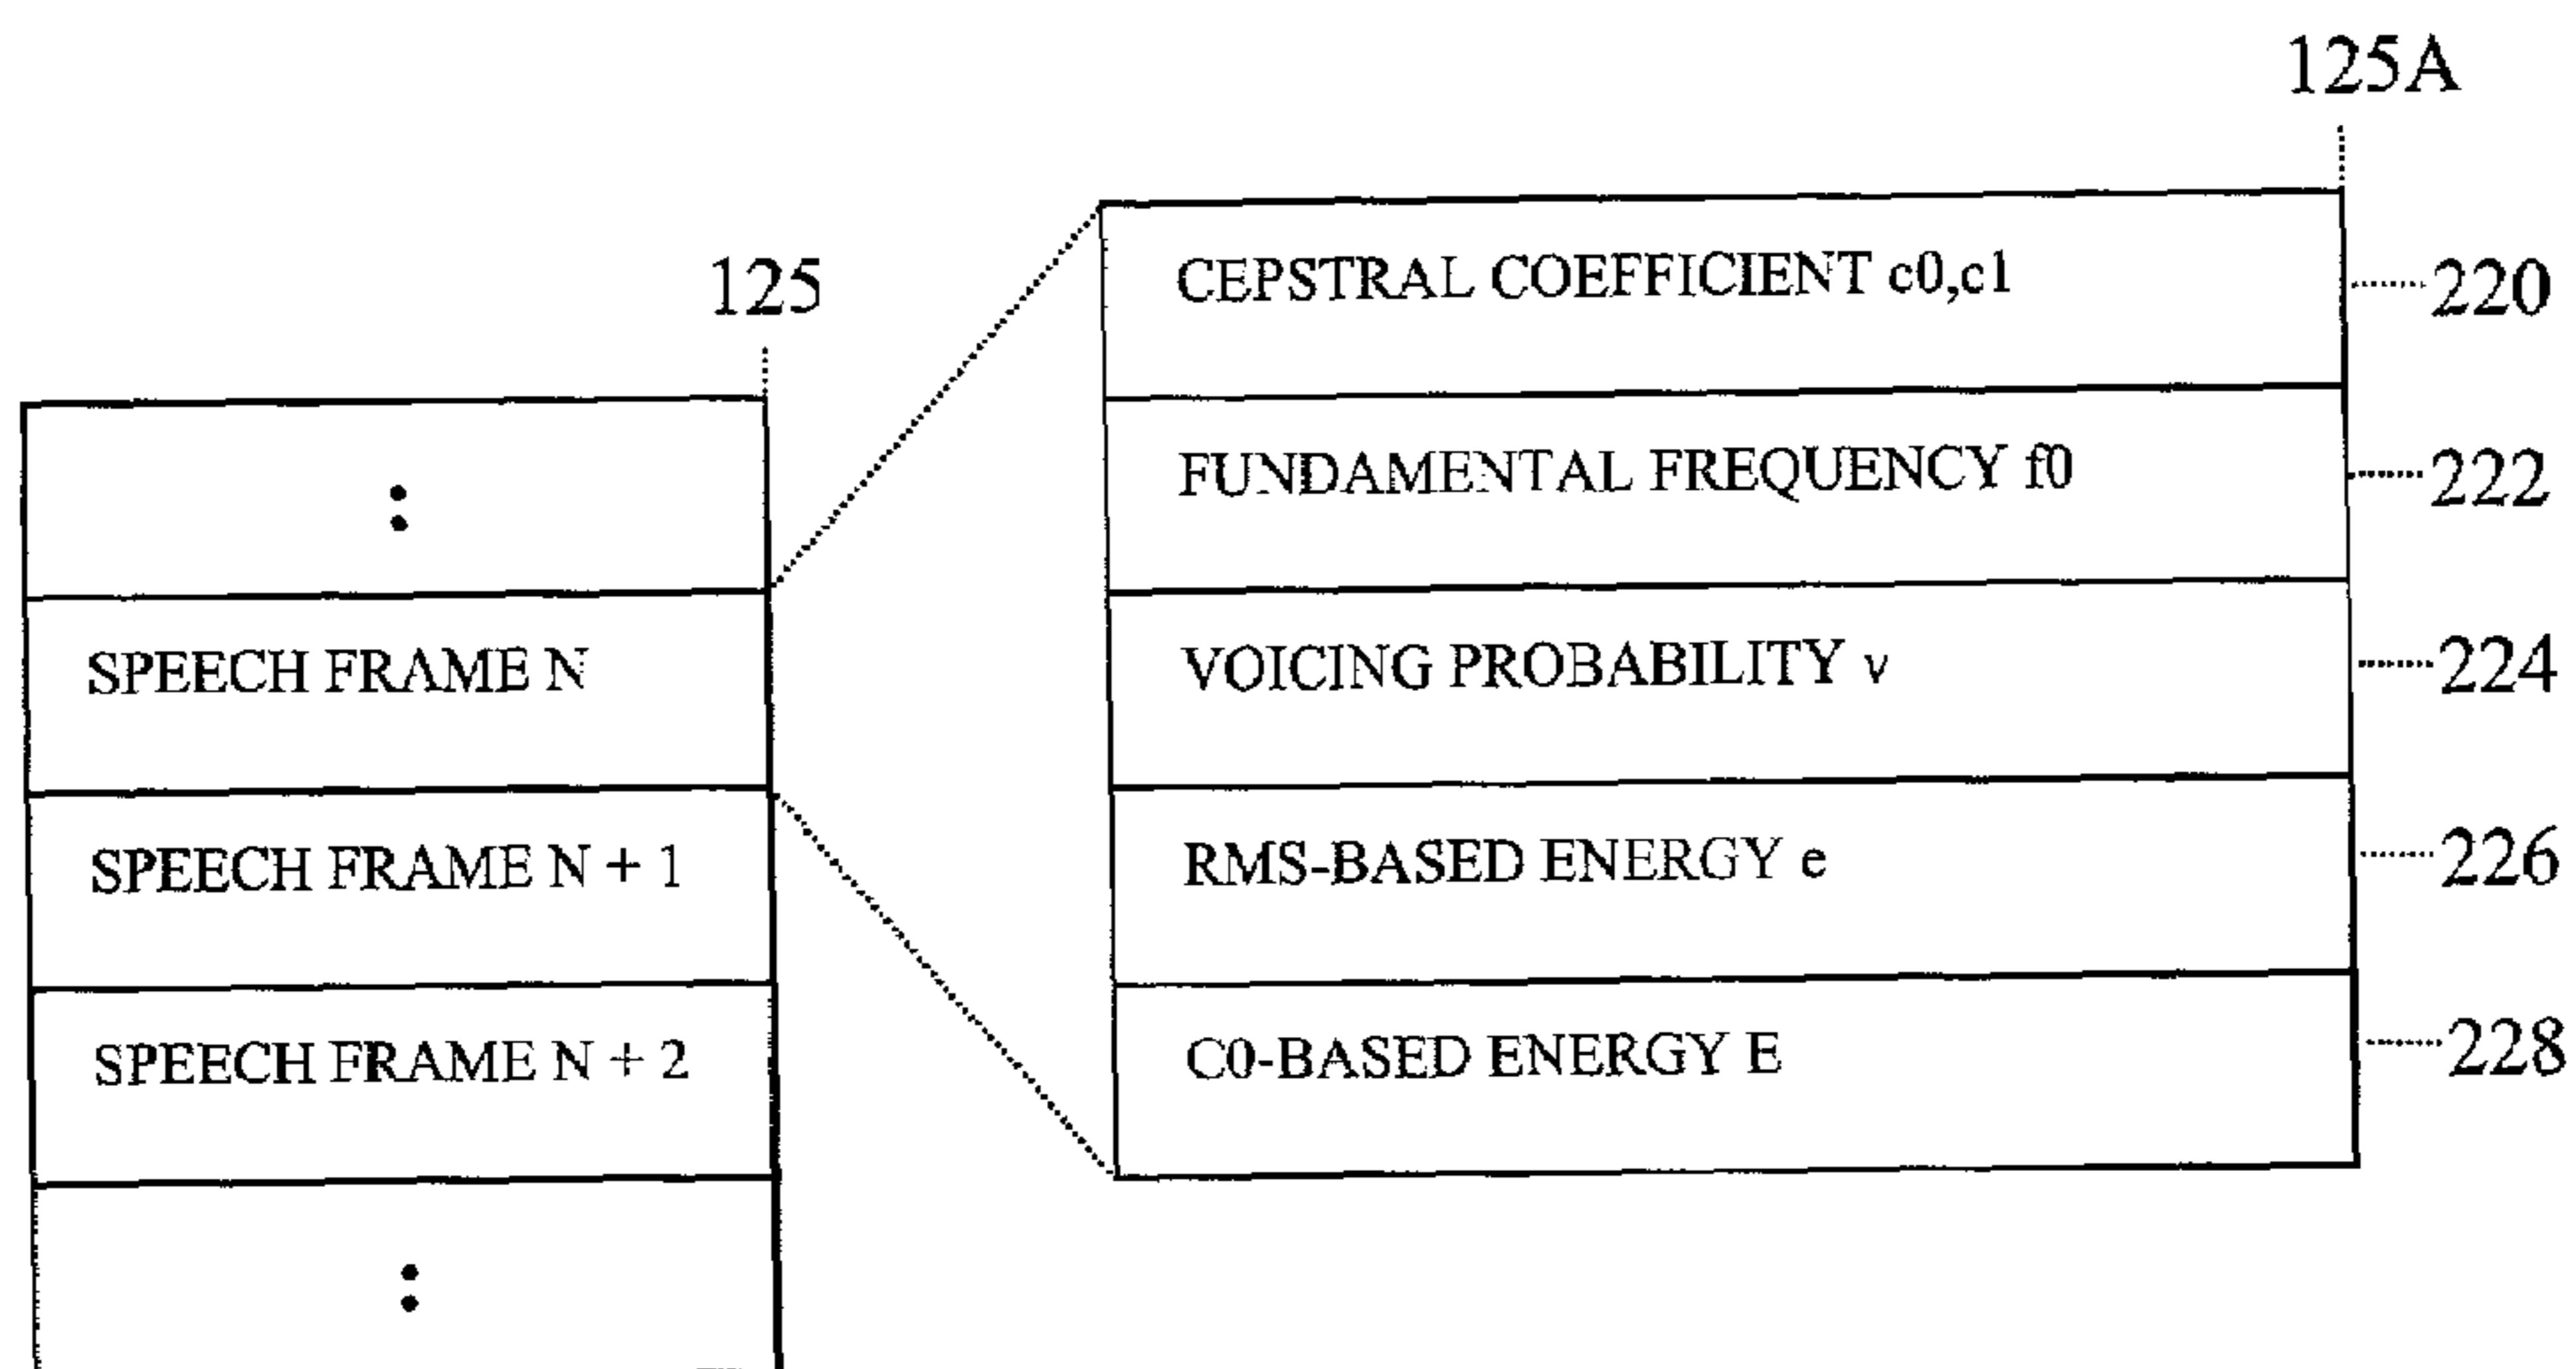 125A
CEPSTRAL COEFFICIENT c0,c1
220
125
FUNDAMENTAL FREQUENCY f0
222
SPEECH FRAME N
VOICING PROBABILITY v
224
SPEECH FRAME N + 1
RMS-BASED ENERGY e
226
SPEECH FRAME N + 2
C0-BASED ENERGY E
228